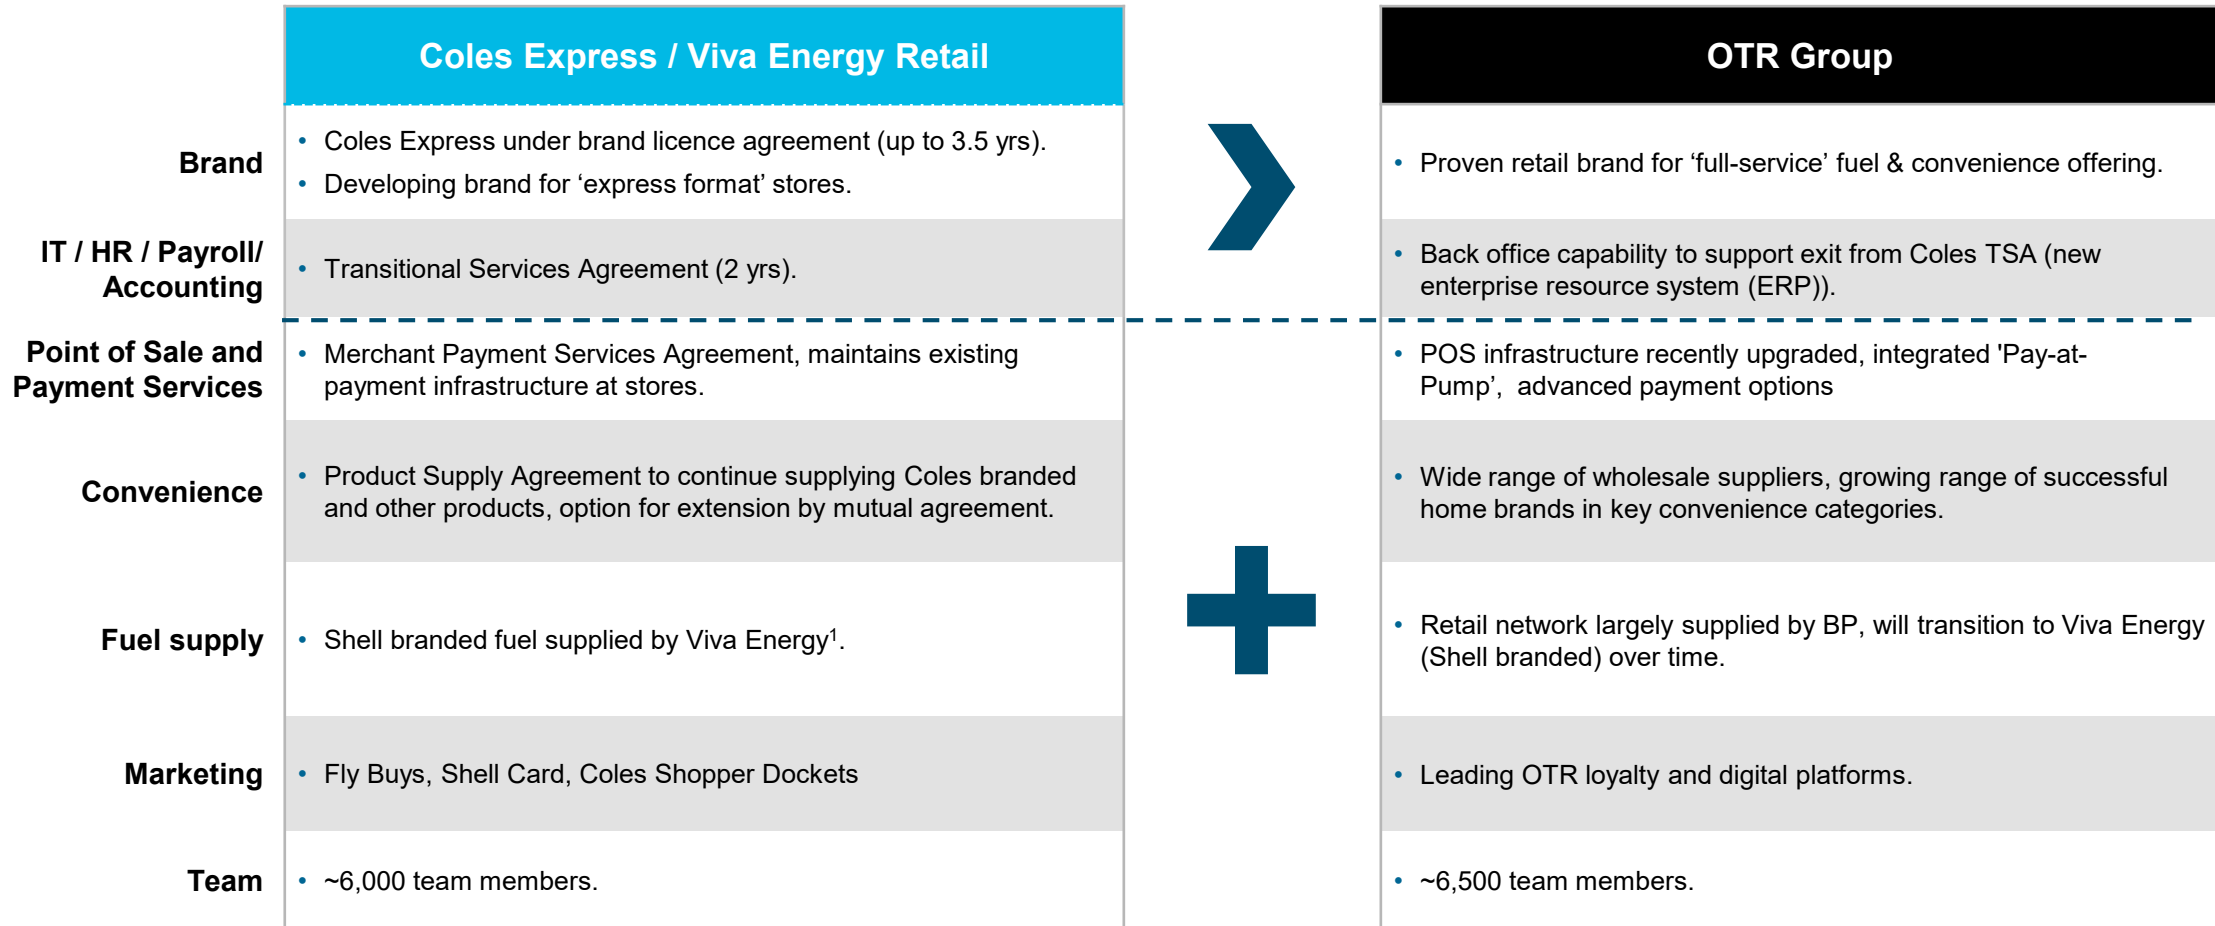 Coles Express / Viva Energy Retail
OTR Group
Brand
• Coles Express under brand licence agreement (up to 3.5 yrs).
• Developing brand for ‘express format’ stores.
• Proven retail brand for ‘full-service’ fuel & convenience offering.
IT / HR / Payroll/
Accounting
• Transitional Services Agreement (2 yrs).
• Back office capability to support exit from Coles TSA (new
enterprise resource system (ERP)).
Point of Sale and
Payment Services
• Merchant Payment Services Agreement, maintains existing
payment infrastructure at stores.
• POS infrastructure recently upgraded, integrated 'Pay-at-
Pump’,  advanced payment options
Convenience
• Product Supply Agreement to continue supplying Coles branded
and other products, option for extension by mutual agreement.
• Wide range of wholesale suppliers, growing range of successful
home brands in key convenience categories.
Fuel supply
• Shell branded fuel supplied by Viva Energy¹.
• Retail network largely supplied by BP, will transition to Viva Energy
(Shell branded) over time.
Marketing
• Fly Buys, Shell Card, Coles Shopper Dockets
• Leading OTR loyalty and digital platforms.
Team
• ~6,000 team members.
• ~6,500 team members.